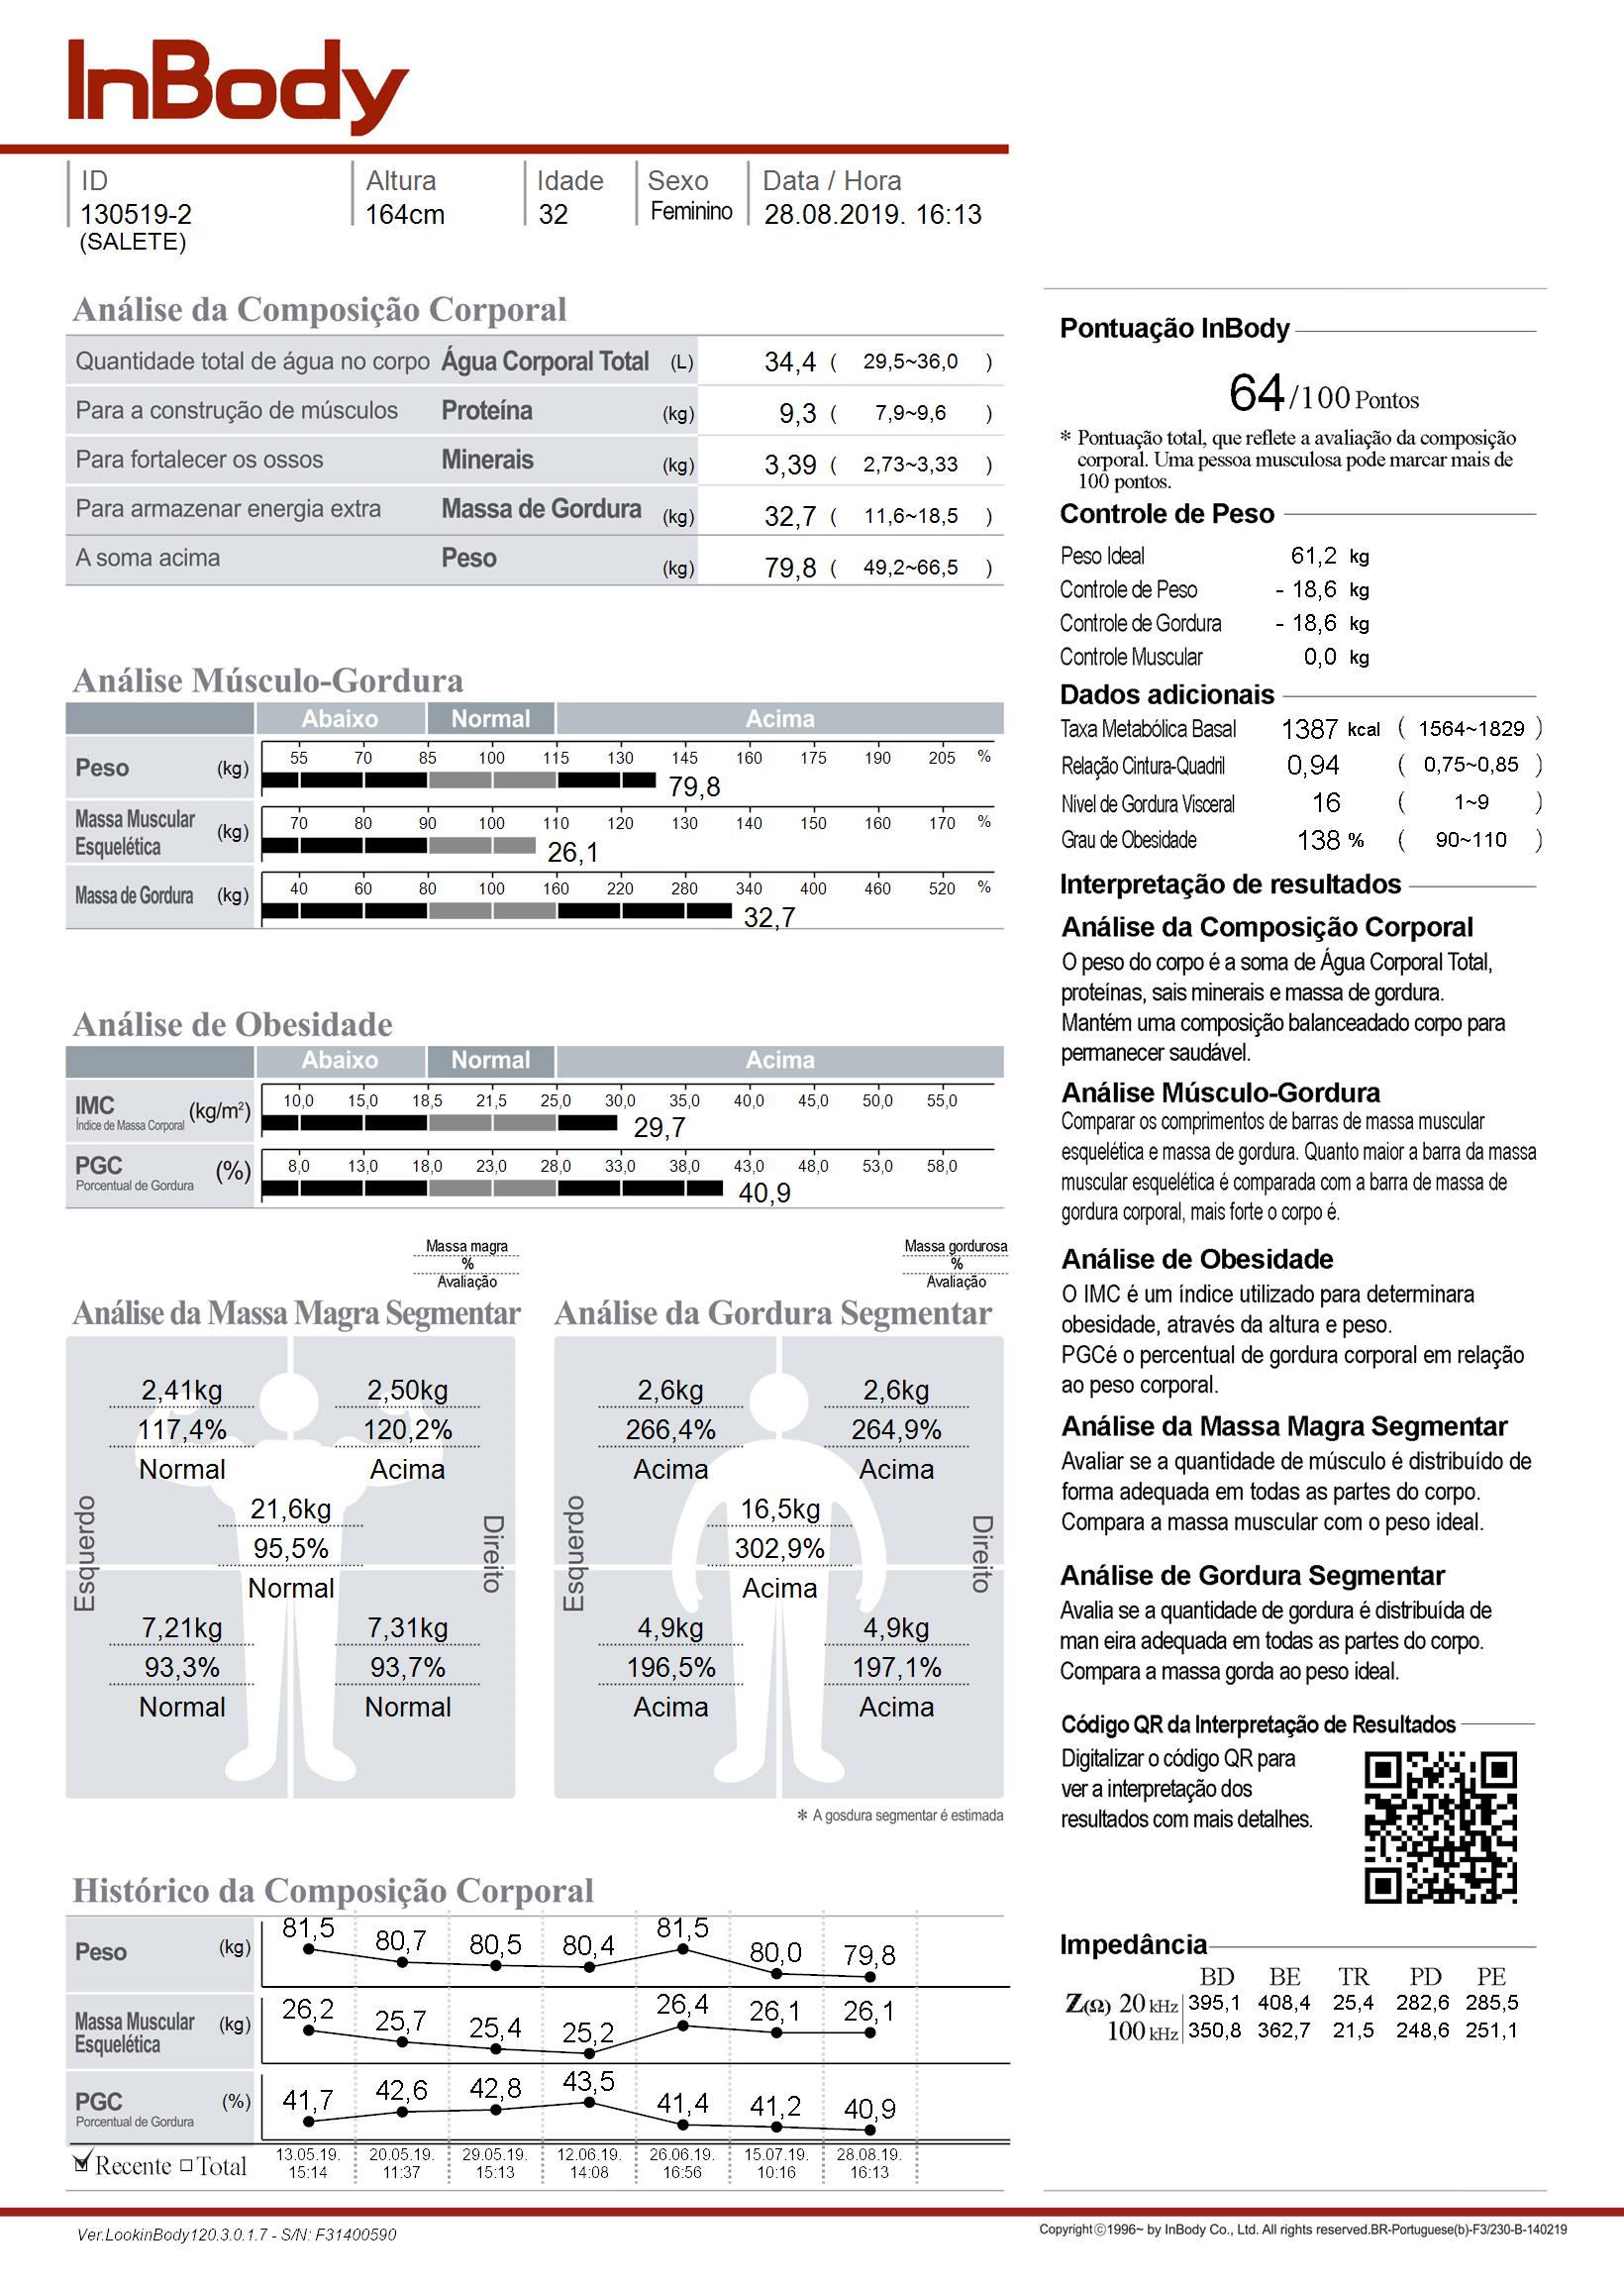 InBody
ID Altura Idade Sexo Data / Hora
130519-2 164cm 32 Feminino 28.08.2019. 16:13
(SALETE)
Análise da Composição Corporal
Quantidade total de água no corpo Água Corporal Total (L) 34,4 ( 29,5~36,0 )
Para a construção de músculos Proteína (kg) 9,3 ( 7,9~9,6 )
Para fortalecer os ossos Minerais (kg) 3,39 ( 2,73~3,33 )
Para armazenar energia extra Massa de Gordura (kg) 32,7 ( 11,6~18,5 )
A soma acima Peso (kg) 79,8 ( 49,2~66,5 )
Análise Músculo-Gordura
Abaixo Normal Acima
Peso (kg) 55 70 85 100 115 130 145 160 175 190 205 %
79,8
Massa Muscular Esquelética (kg) 70 80 90 100 110 120 130 140 150 160 170 %
26,1
Massa de Gordura (kg) 40 60 80 100 160 220 280 340 400 460 520 %
32,7
Análise de Obesidade
Abaixo Normal Acima
IMC (kg/m²) 10,0 15,0 18,5 21,5 25,0 30,0 35,0 40,0 45,0 50,0 55,0
Índice de Massa Corporal 29,7
PGC (%) 8,0 13,0 18,0 23,0 28,0 33,0 38,0 43,0 48,0 53,0 58,0
Porcentual de Gordura 40,9
Massa magra
%
Avaliação
Análise da Massa Magra Segmentar
2,41kg 2,50kg
117,4% 120,2%
Normal Acima
21,6kg
95,5%
Normal
Esquerdo Direito
7,21kg 7,31kg
93,3% 93,7%
Normal Normal
Massa gordurosa
%
Avaliação
Análise da Gordura Segmentar
2,6kg 2,6kg
266,4% 264,9%
Acima Acima
16,5kg
302,9%
Acima
Esquerdo Direito
4,9kg 4,9kg
196,5% 197,1%
Acima Acima
* A gosdura segmentar é estimada
Histórico da Composição Corporal
Peso (kg) 81,5 80,7 80,5 80,4 81,5 80,0 79,8
Massa Muscular Esquelética (kg) 26,2 25,7 25,4 25,2 26,4 26,1 26,1
PGC (%) 41,7 42,6 42,8 43,5 41,4 41,2 40,9
Porcentual de Gordura
Recente Total 13.05.19. 20.05.19. 29.05.19. 12.06.19. 26.06.19. 15.07.19. 28.08.19.
15:14 11:37 15:13 14:08 16:56 10:16 16:13
Pontuação InBody
64/100 Pontos
* Pontuação total, que reflete a avaliação da composição
corporal. Uma pessoa musculosa pode marcar mais de
100 pontos.
Controle de Peso
Peso Ideal 61,2 kg
Controle de Peso - 18,6 kg
Controle de Gordura - 18,6 kg
Controle Muscular 0,0 kg
Dados adicionais
Taxa Metabólica Basal 1387 kcal ( 1564~1829 )
Relação Cintura-Quadril 0,94 ( 0,75~0,85 )
Nível de Gordura Visceral 16 ( 1~9 )
Grau de Obesidade 138 % ( 90~110 )
Interpretação de resultados
Análise da Composição Corporal
O peso do corpo é a soma de Água Corporal Total,
proteínas, sais minerais e massa de gordura.
Mantém uma composição balanceadado corpo para
permanecer saudável.
Análise Músculo-Gordura
Comparar os comprimentos de barras de massa muscular
esquelética e massa de gordura. Quanto maior a barra da massa
muscular esquelética é comparada com a barra de massa de
gordura corporal, mais forte o corpo é.
Análise de Obesidade
O IMC é um índice utilizado para determinara
obesidade, através da altura e peso.
PGCé o percentual de gordura corporal em relação
ao peso corporal.
Análise da Massa Magra Segmentar
Avaliar se a quantidade de músculo é distribuído de
forma adequada em todas as partes do corpo.
Compara a massa muscular com o peso ideal.
Análise de Gordura Segmentar
Avalia se a quantidade de gordura é distribuída de
man eira adequada em todas as partes do corpo.
Compara a massa gorda ao peso ideal.
Código QR da Interpretação de Resultados
Digitalizar o código QR para
ver a interpretação dos
resultados com mais detalhes.
Impedância
BD BE TR PD PE
Z(Ω) 20 kHz 395,1 408,4 25,4 282,6 285,5
100 kHz 350,8 362,7 21,5 248,6 251,1
Ver.LookinBody120.3.0.1.7 - S/N: F31400590
Copyright©1996~ by InBody Co., Ltd. All rights reserved.BR-Portuguese(b)-F3/230-B-140219